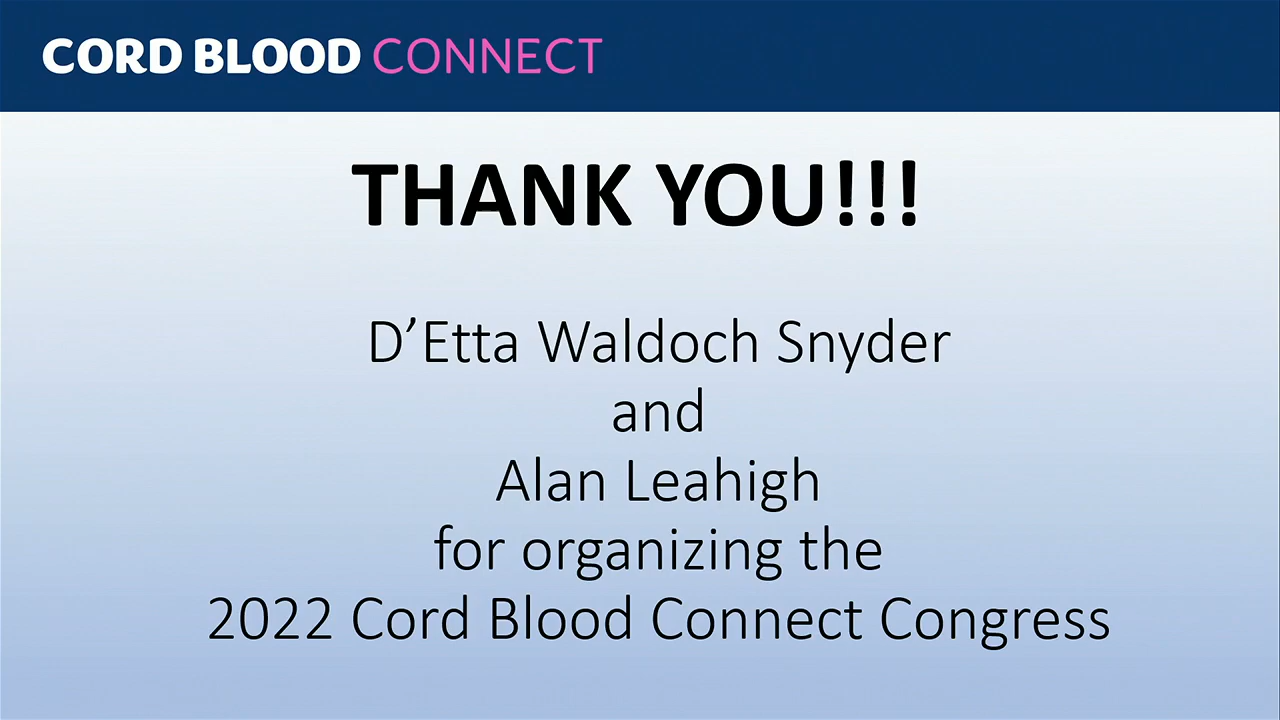 CORD BLOOD CONNECT
THANK YOU!!!
D’Etta Waldoch Snyder
and
Alan Leahigh
for organizing the
2022 Cord Blood Connect Congress